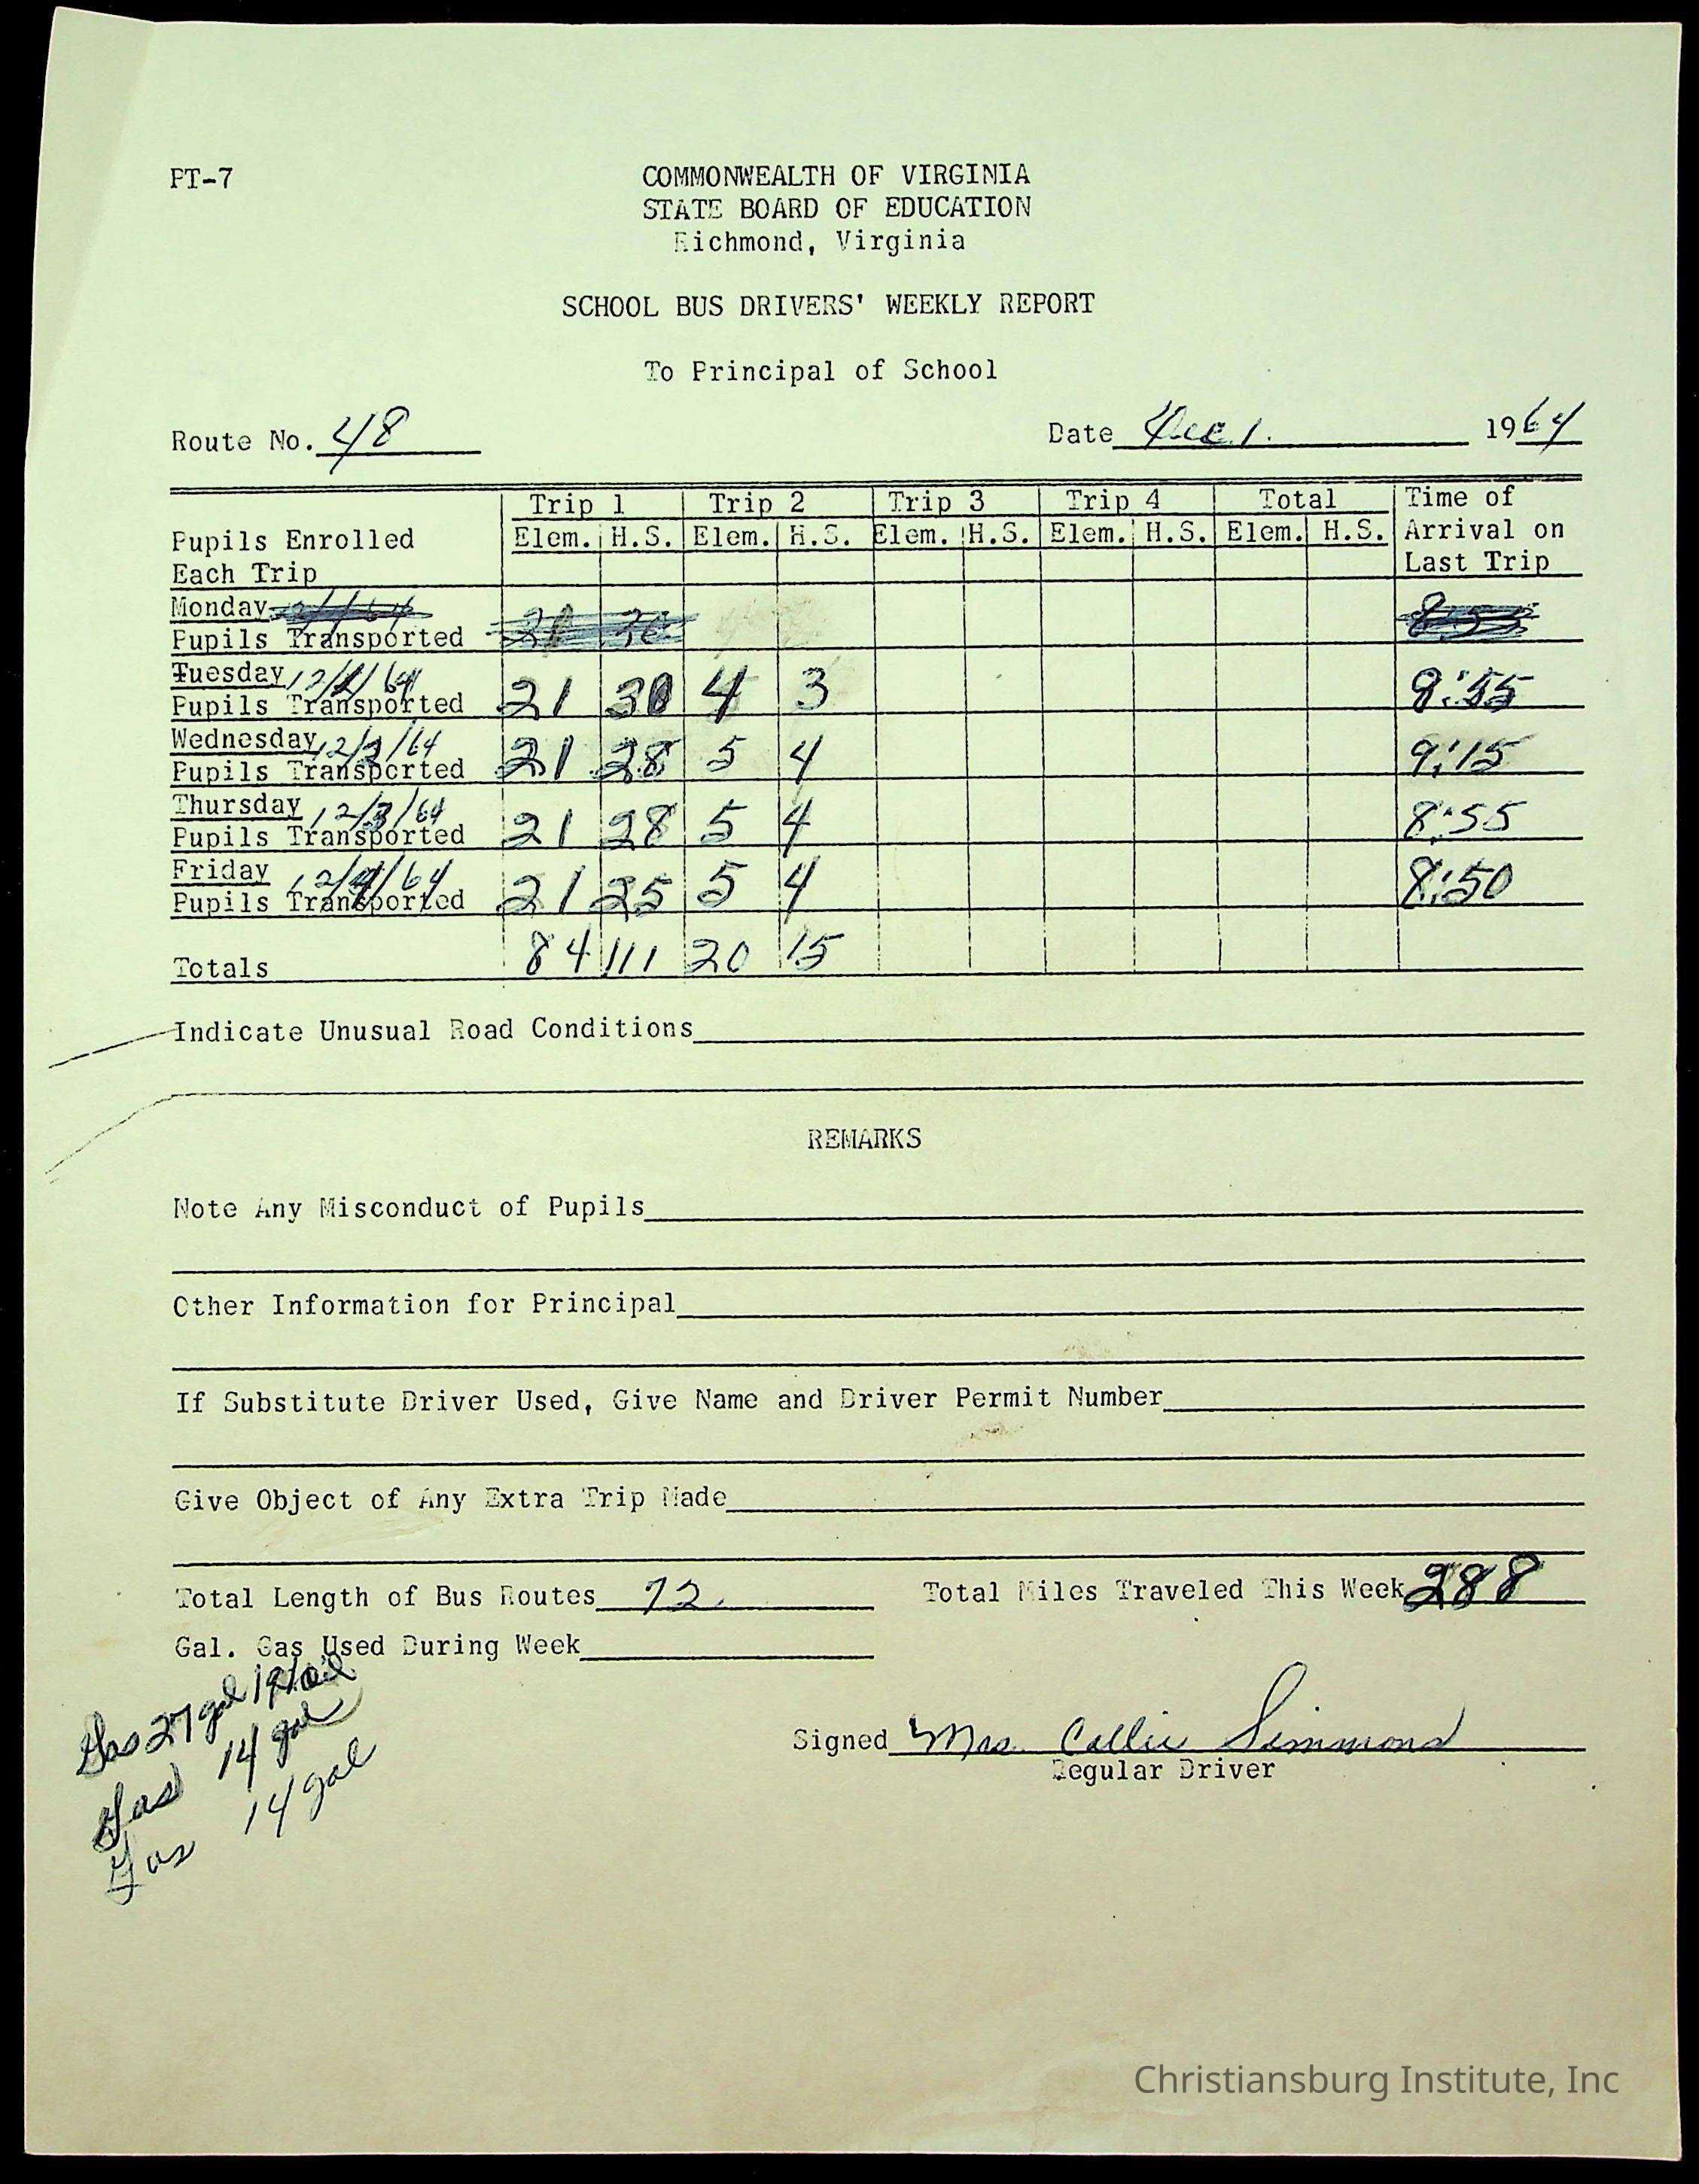 PT-7
COMMONWEALTH OF VIRGINIA
STATE BOARD OF EDUCATION
Richmond, Virginia
SCHOOL BUS DRIVERS' WEEKLY REPORT
To Principal of School
Route No. 48 Date Dec 1. 1964
Trip 1 Trip 2 Trip 3 Trip 4 Total Time of
Pupils Enrolled Elem. H.S. Elem. H.S. Elem. H.S. Elem. H.S. Elem. H.S. Arrival on
Each Trip Last Trip
Monday
Pupils Transported
Tuesday 12/1/64
Pupils Transported 21 30 4 3 8:55
Wednesday 12/2/64
Pupils Transported 21 28 5 4 9:15
Thursday 12/3/64
Pupils Transported 21 28 5 4 8:55
Friday 12/4/64
Pupils Transported 21 25 5 4 8:50
Totals 84 111 20 15
Indicate Unusual Road Conditions
REMARKS
Note Any Misconduct of Pupils
Other Information for Principal
If Substitute Driver Used, Give Name and Driver Permit Number
Give Object of Any Extra Trip Made
Total Length of Bus Routes 72. Total Miles Traveled This Week 288
Gal. Gas Used During Week
Gas 27 gal oil
Gas 14 gal
Gas 14 gal
Signed Mrs. Callie Simmons
Regular Driver
Christiansburg Institute, Inc